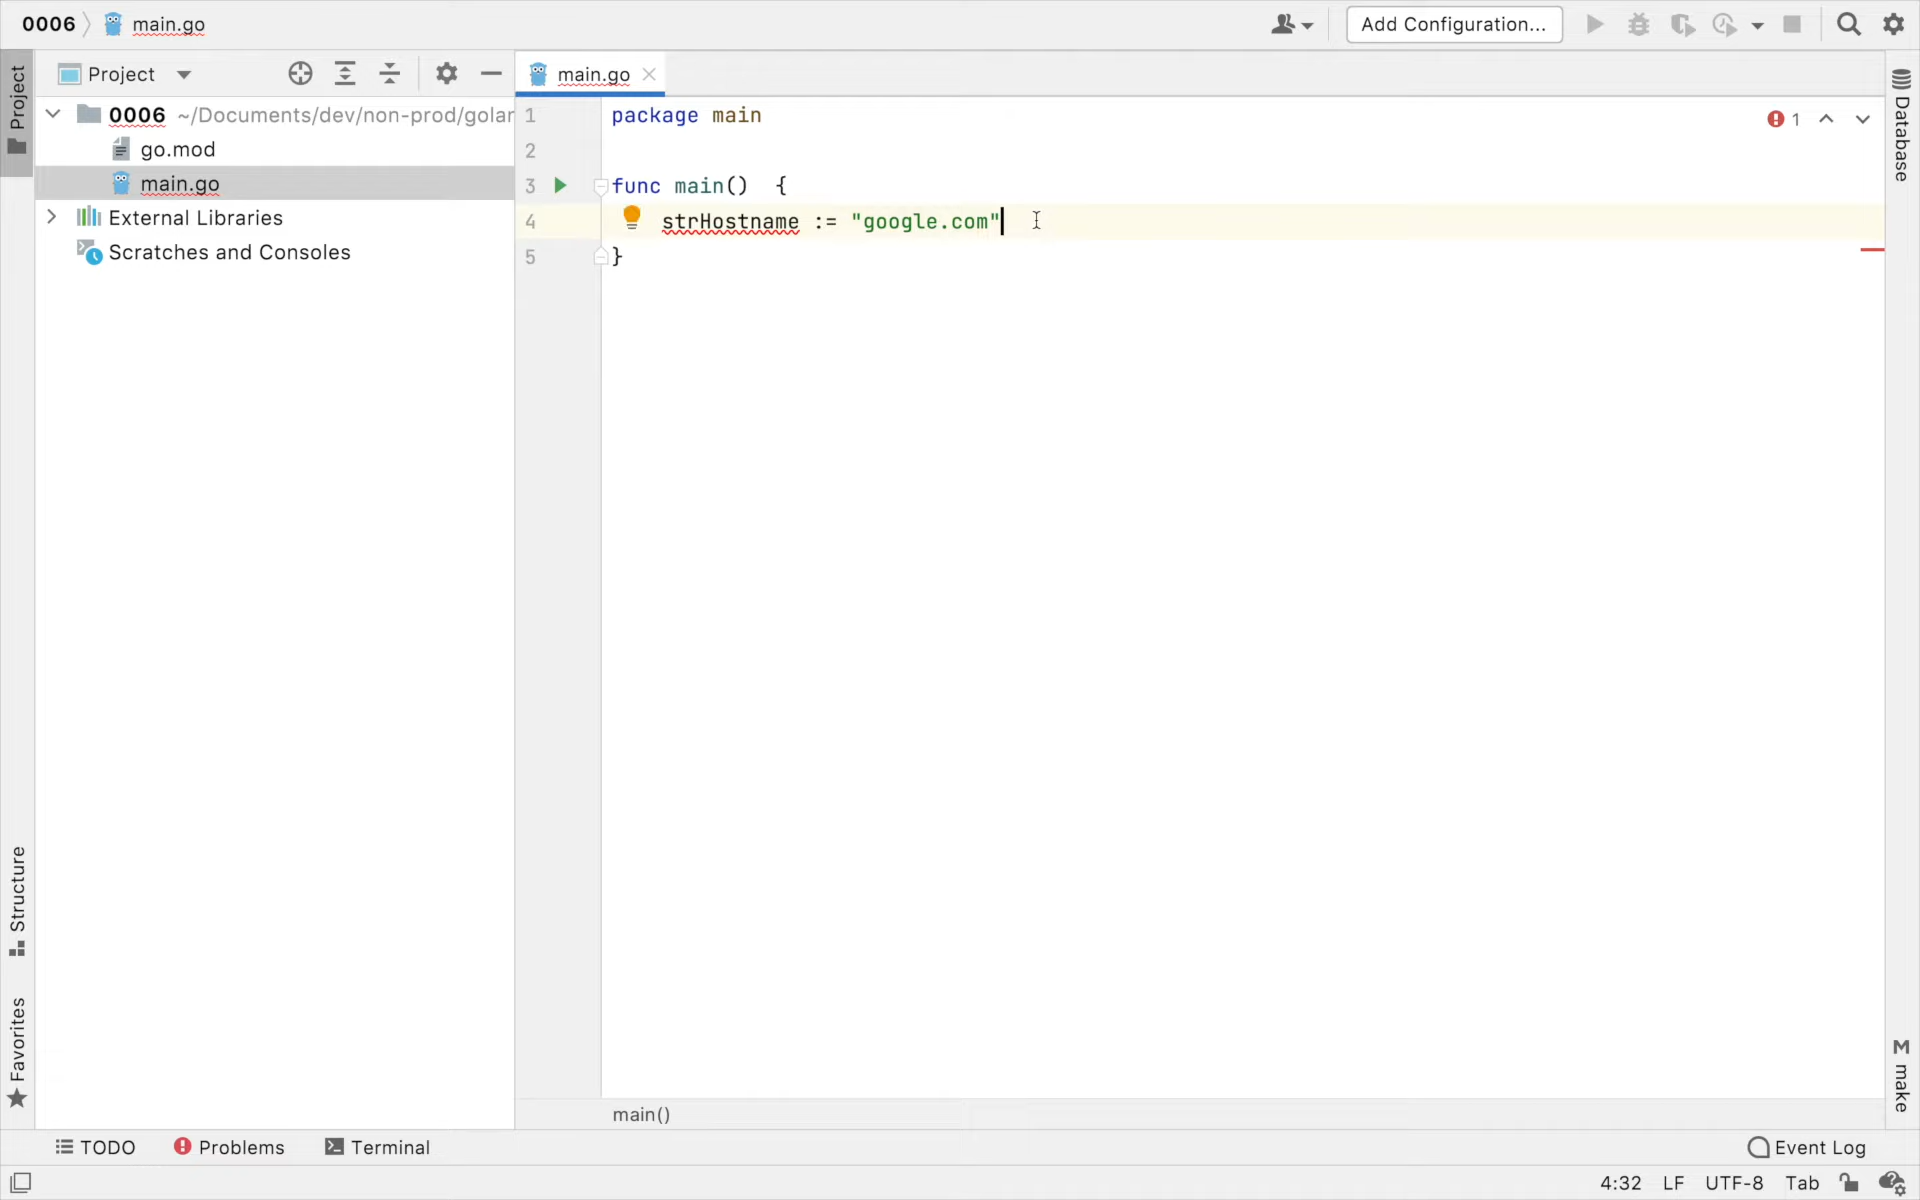 0006 main.go Add Configuration...
Project
Project
main.go
Database
0006 ~/Documents/dev/non-prod/golar
go.mod
main.go
External Libraries
Scratches and Consoles
1 package main
1
2
3 func main()  {
4 strHostname := "google.com"
5 }
Structure
Favorites
make
main()
TODO Problems Terminal Event Log
4:32 LF UTF-8 Tab